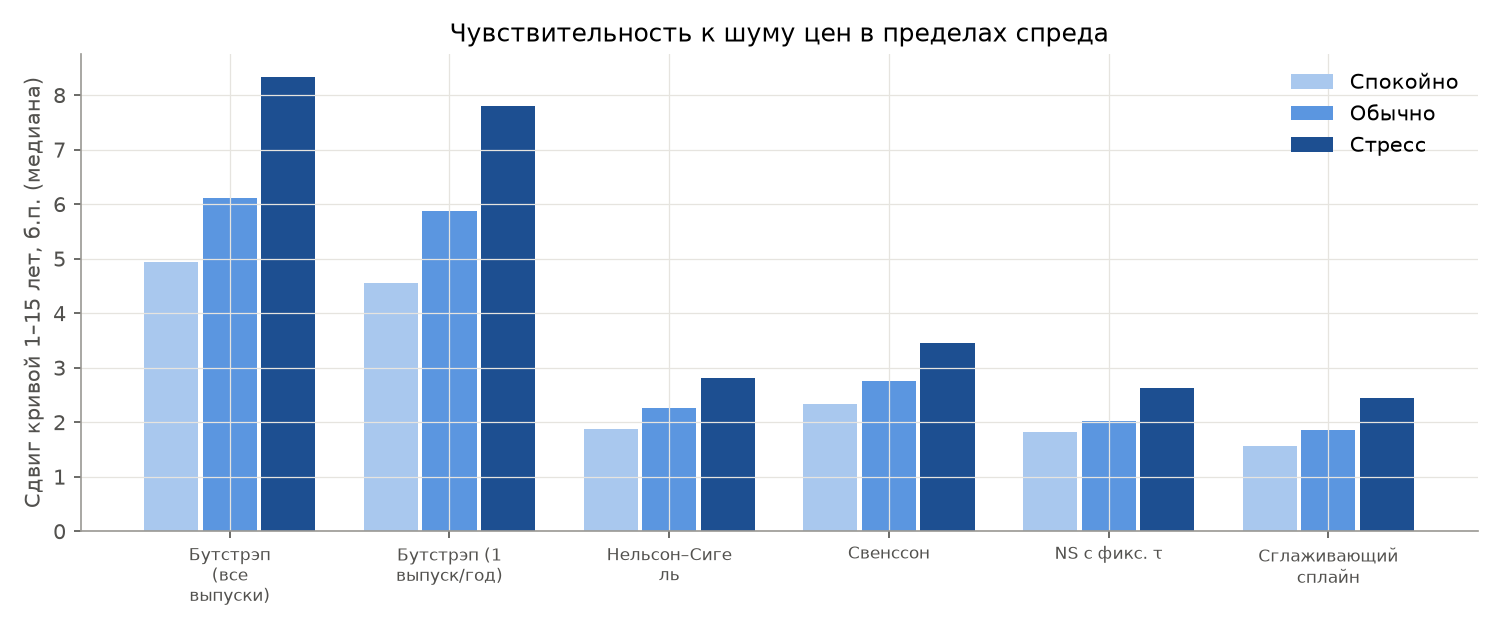 Чувствительность к шуму цен в пределах спреда
Сдвиг кривой 1–15 лет, б.п. (медиана)
8
7
6
5
4
3
2
1
0
Спокойно
Обычно
Стресс
Бутстрэп
(все
выпуски)
Бутстрэп (1
выпуск/год)
Нельсон–Сиге
ль
Свенссон
NS с фикс. τ
Сглаживающий
сплайн